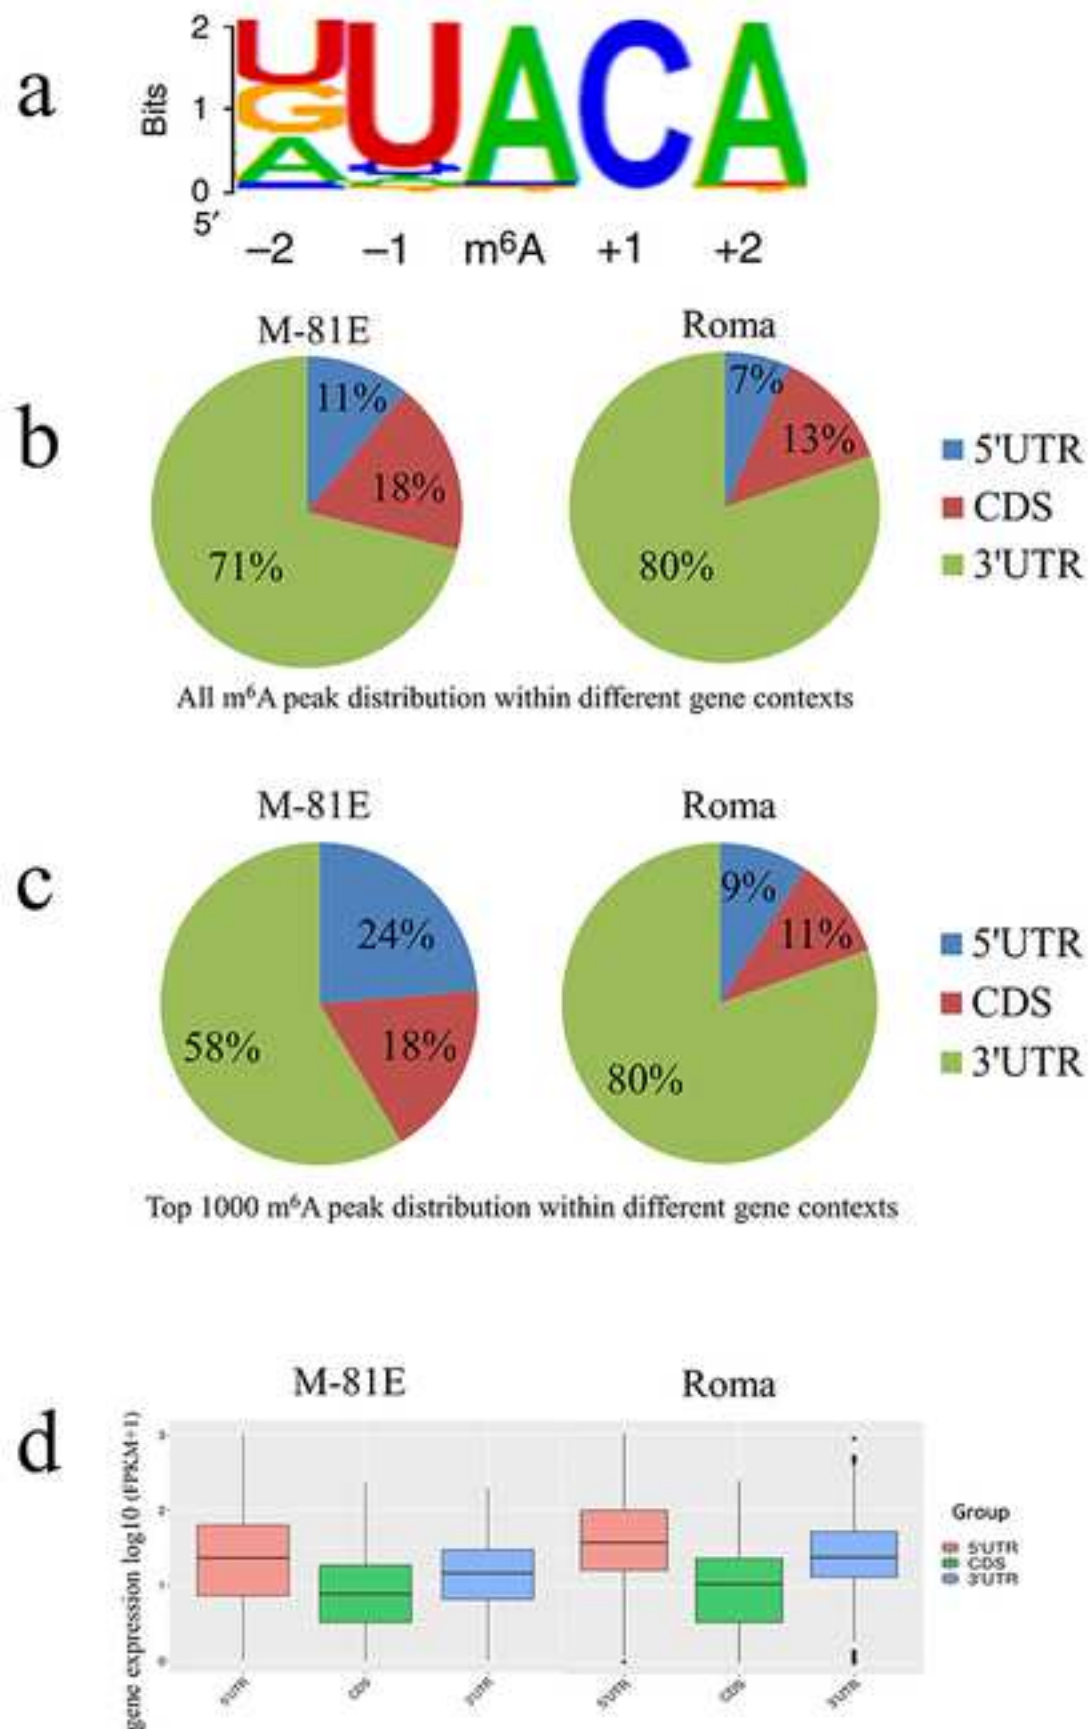 a
Bits
2
1
0
5′
U
G
A
UACA
–2 –1 m⁶A +1 +2
b
M-81E Roma
11%
18%
71%
7%
13%
80%
5'UTR
CDS
3'UTR
All m⁶A peak distribution within different gene contexts
c
M-81E Roma
24%
18%
58%
9%
11%
80%
5'UTR
CDS
3'UTR
Top 1000 m⁶A peak distribution within different gene contexts
d
M-81E Roma
gene expression log10 (FPKM+1)
3
2
1
0
5'UTR CDS 3'UTR 5'UTR CDS 3'UTR
Group
5'UTR
CDS
3'UTR